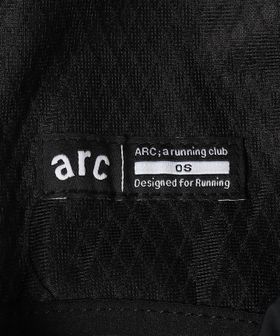 arc
ARC; a running club
OS
Designed for Running